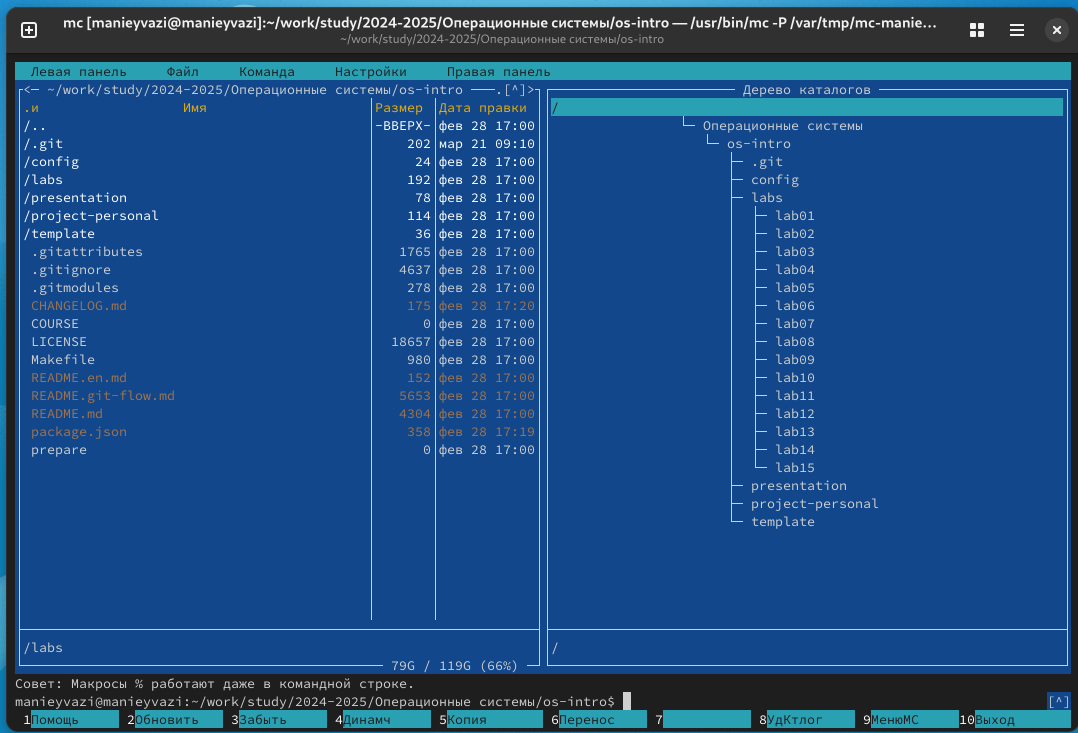 mc [manieyvazi@manieyvazi]:~/work/study/2024-2025/Операционные системы/os-intro — /usr/bin/mc -P /var/tmp/mc-manie…
~/work/study/2024-2025/Операционные системы/os-intro
Левая панель Файл Команда Настройки Правая панель
<— ~/work/study/2024-2025/Операционные системы/os-intro ——.[^]>
.и Имя Размер Дата правки
/.. -ВВЕРХ- фев 28 17:00
/.git 202 мар 21 09:10
/config 24 фев 28 17:00
/labs 192 фев 28 17:00
/presentation 78 фев 28 17:00
/project-personal 114 фев 28 17:00
/template 36 фев 28 17:00
.gitattributes 1765 фев 28 17:00
.gitignore 4637 фев 28 17:00
.gitmodules 278 фев 28 17:00
CHANGELOG.md 175 фев 28 17:20
COURSE 0 фев 28 17:00
LICENSE 18657 фев 28 17:00
Makefile 980 фев 28 17:00
README.en.md 152 фев 28 17:00
README.git-flow.md 5653 фев 28 17:00
README.md 4304 фев 28 17:00
package.json 358 фев 28 17:19
prepare 0 фев 28 17:00
/labs
79G / 119G (66%)
Дерево каталогов
/
Операционные системы
os-intro
.git
config
labs
lab01
lab02
lab03
lab04
lab05
lab06
lab07
lab08
lab09
lab10
lab11
lab12
lab13
lab14
lab15
presentation
project-personal
template
/
Совет: Макросы % работают даже в командной строке.
manieyvazi@manieyvazi:~/work/study/2024-2025/Операционные системы/os-intro$ [^]
1Помощь 2Обновить 3Забыть 4Динамч 5Копия 6Перенос 7 8УдКтлог 9МенюМС 10Выход